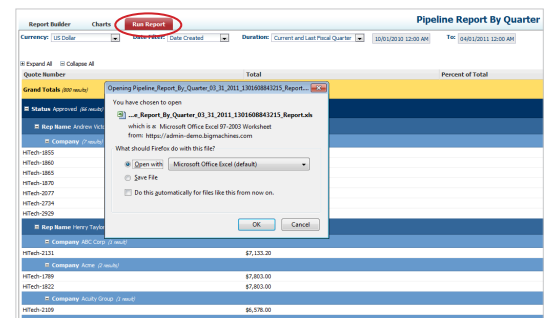 Report Builder Charts Run Report Pipeline Report By Quarter
Currency: US Dollar Date Filter: Date Created Duration: Current and Last Fiscal Quarter 10/01/2010 12:00 AM To: 04/01/2011 12:00 AM
Expand All Collapse All
Quote Number Total Percent of Total
Grand Totals (800 results)
Status Approved (66 results)
Rep Name Andrew Victo
Company (7 results)
HiTech-1855
HiTech-1860
HiTech-1865
HiTech-1870
HiTech-2077
HiTech-2734
HiTech-2929
Rep Name Henry Taylor
Company ABC Corp (1 result)
HiTech-2131 $7,133.20
Company Acme (2 results)
HiTech-1789 $7,803.00
HiTech-1822 $7,803.00
Company Acuity Group (1 result)
HiTech-2109 $6,578.00
Opening Pipeline_Report_By_Quarter_03_31_2011_1301608843215_Report....
You have chosen to open
...e_Report_By_Quarter_03_31_2011_1301608843215_Report.xls
which is a: Microsoft Office Excel 97-2003 Worksheet
from: https://admin-demo.bigmachines.com
What should Firefox do with this file?
Open with Microsoft Office Excel (default)
Save File
Do this automatically for files like this from now on.
OK Cancel